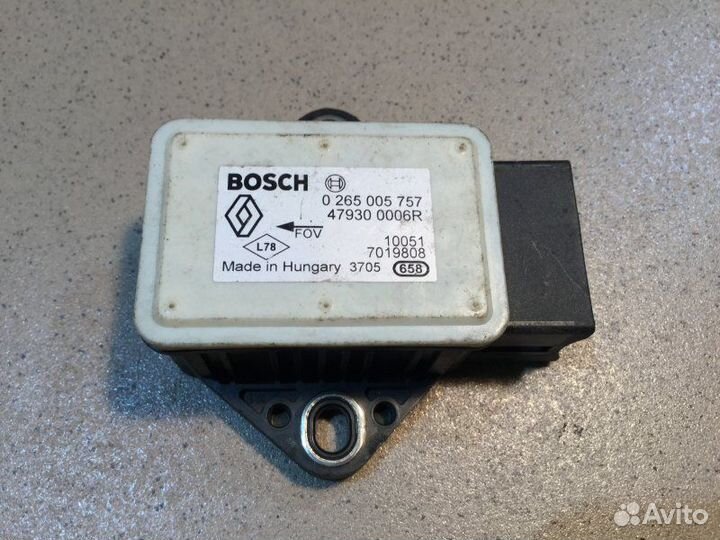 BOSCH
0 265 005 757
47930 0006R
FOV
L78
10051
7019808
Made in Hungary 3705 658
Avito